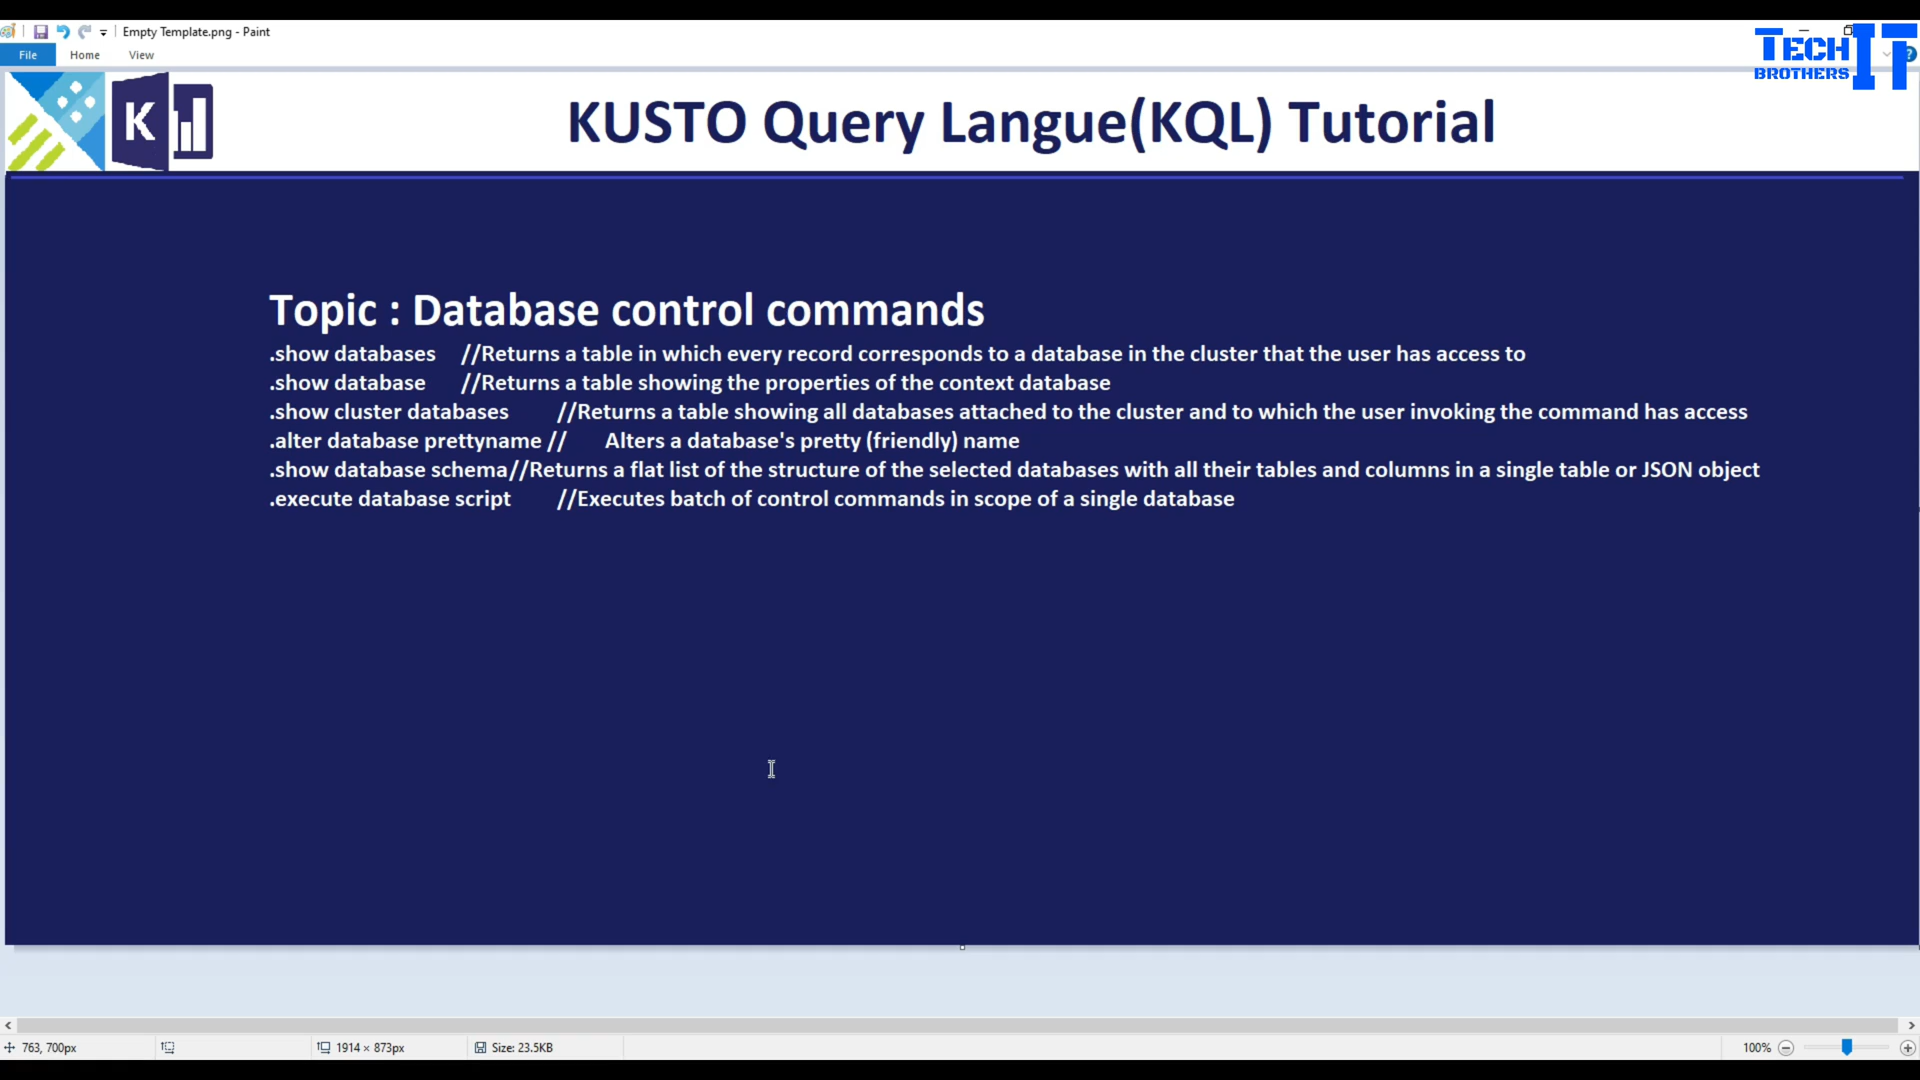 Empty Template.png - Paint
File Home View
TECH IT
BROTHERS
K
KUSTO Query Langue(KQL) Tutorial
Topic : Database control commands
.show databases //Returns a table in which every record corresponds to a database in the cluster that the user has access to
.show database //Returns a table showing the properties of the context database
.show cluster databases //Returns a table showing all databases attached to the cluster and to which the user invoking the command has access
.alter database prettyname // Alters a database's pretty (friendly) name
.show database schema//Returns a flat list of the structure of the selected databases with all their tables and columns in a single table or JSON object
.execute database script //Executes batch of control commands in scope of a single database
763, 700px 1914 × 873px Size: 23.5KB 100%